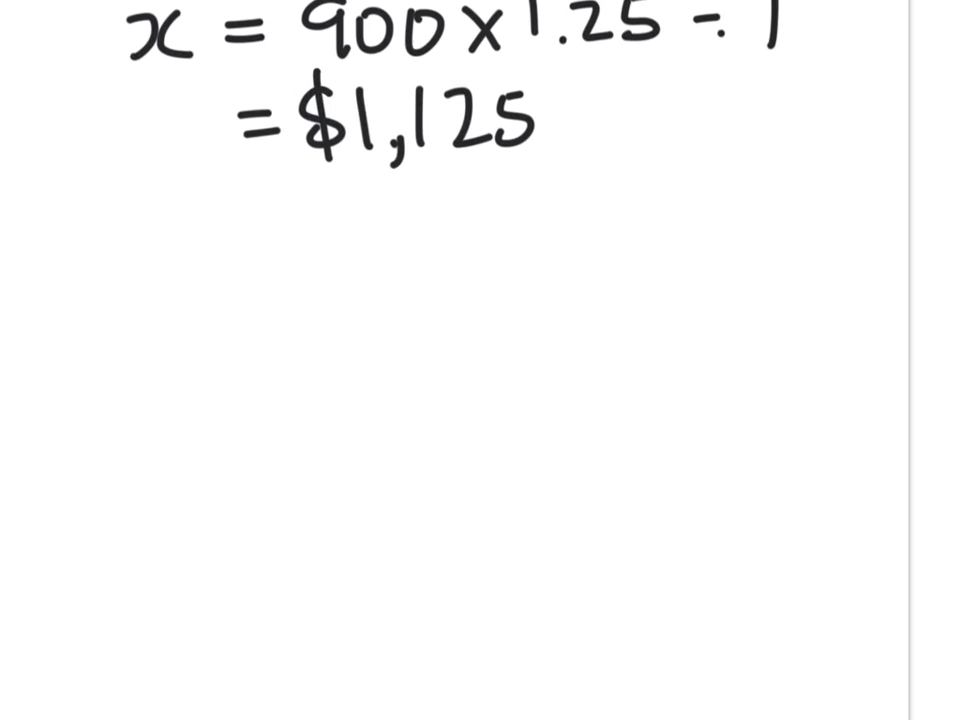 x = 900 x 1.25 ÷ 1
= $1,125